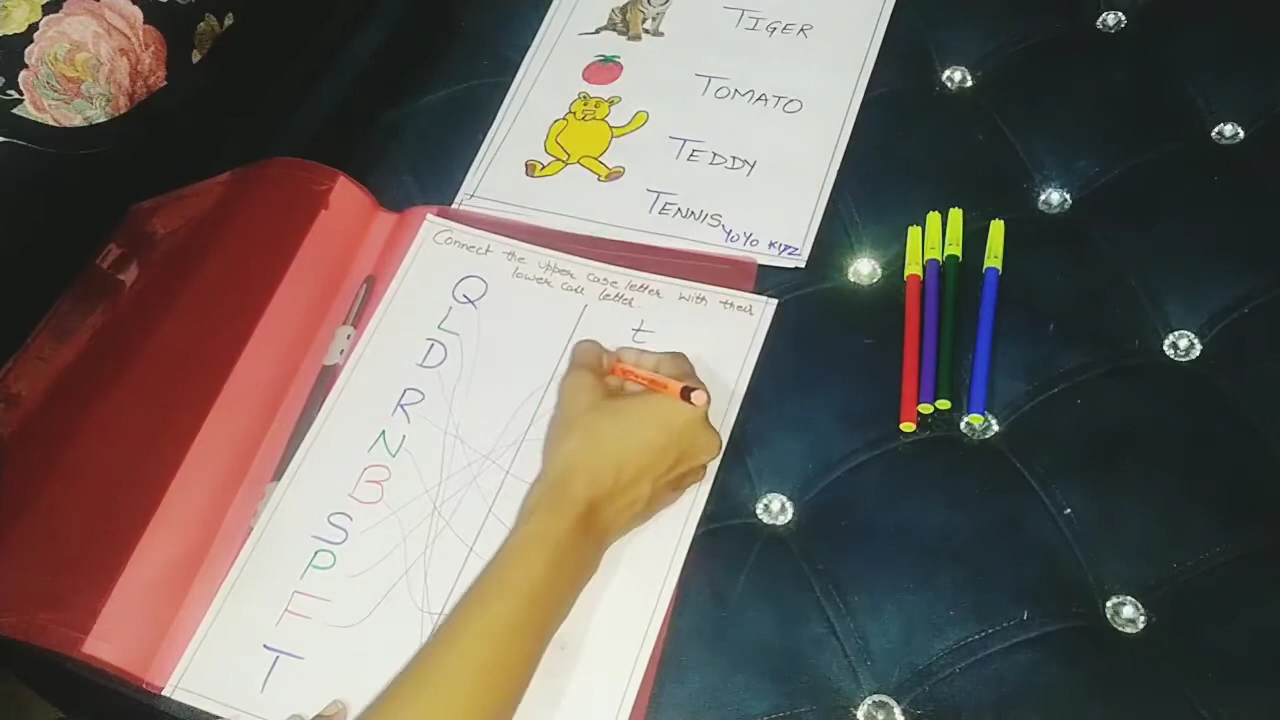 TIGER
TOMATO
TEDDY
TENNIS
YOYO KIDZ
Connect the upper case letter with their
lower case letter.
Q
L
D
R
N
B
S
P
F
T
t